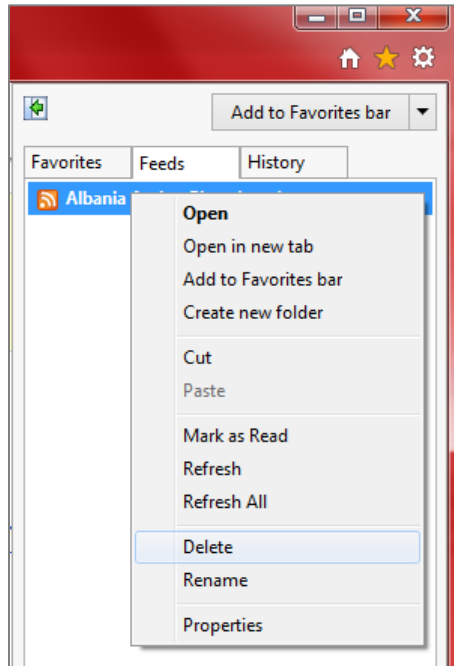 Add to Favorites bar
Favorites
Feeds
History
Albania
Open
Open in new tab
Add to Favorites bar
Create new folder
Cut
Paste
Mark as Read
Refresh
Refresh All
Delete
Rename
Properties